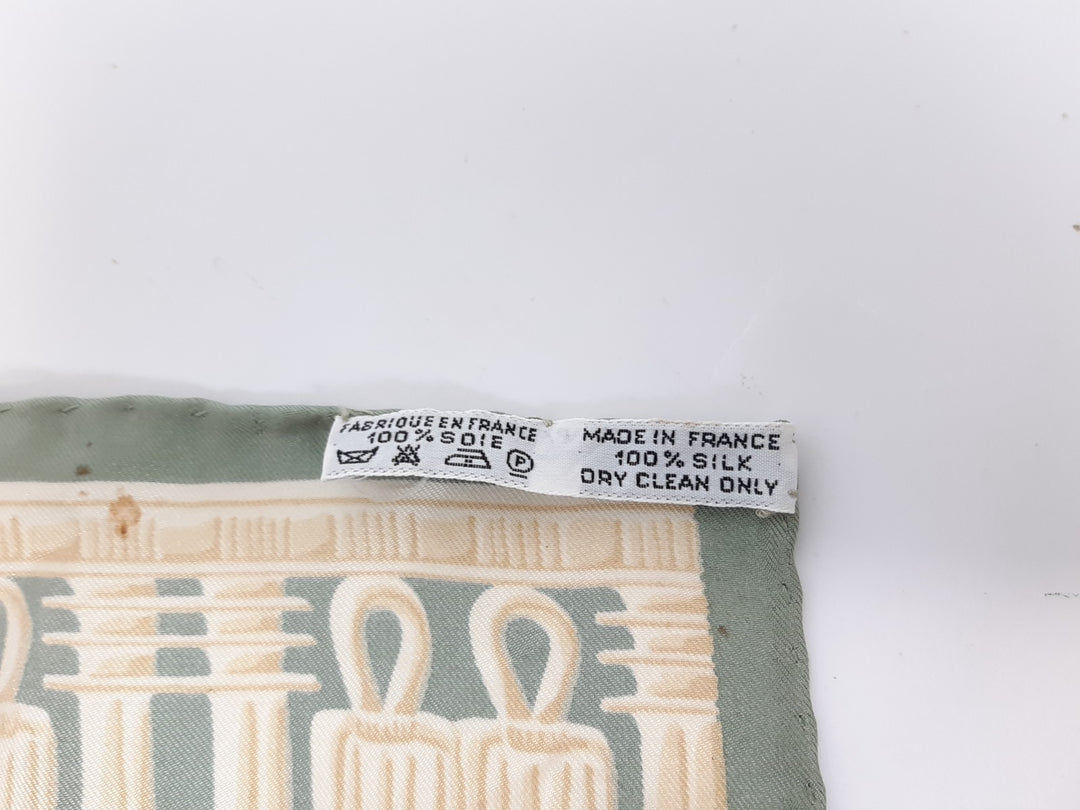 FABRIQUE EN FRANCE
100% SOIE
P
MADE IN FRANCE
100% SILK
DRY CLEAN ONLY